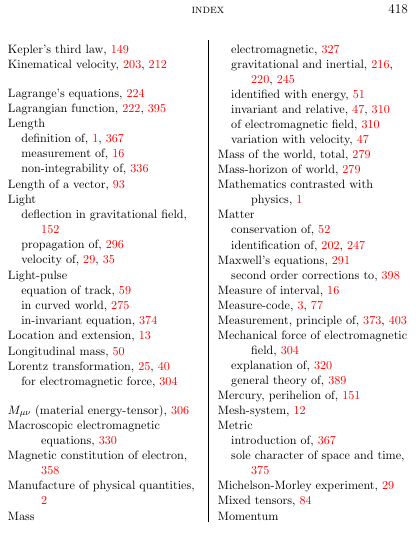 INDEX
418
Kepler's third law, 149
Kinematical velocity, 203, 212
Lagrange's equations, 224
Lagrangian function, 222, 395
Length
definition of, 1, 367
measurement of, 16
non-integrability of, 336
Length of a vector, 93
Light
deflection in gravitational field,
152
propagation of, 296
velocity of, 29, 35
Light-pulse
equation of track, 59
in curved world, 275
in-invariant equation, 374
Location and extension, 13
Longitudinal mass, 50
Lorentz transformation, 25, 40
for electromagnetic force, 304
Mμν (material energy-tensor), 306
Macroscopic electromagnetic
equations, 330
Magnetic constitution of electron,
358
Manufacture of physical quantities,
2
Mass
electromagnetic, 327
gravitational and inertial, 216,
220, 245
identified with energy, 51
invariant and relative, 47, 310
of electromagnetic field, 310
variation with velocity, 47
Mass of the world, total, 279
Mass-horizon of world, 279
Mathematics contrasted with
physics, 1
Matter
conservation of, 52
identification of, 202, 247
Maxwell's equations, 291
second order corrections to, 398
Measure of interval, 16
Measure-code, 3, 77
Measurement, principle of, 373, 403
Mechanical force of electromagnetic
field, 304
explanation of, 320
general theory of, 389
Mercury, perihelion of, 151
Mesh-system, 12
Metric
introduction of, 367
sole character of space and time,
375
Michelson-Morley experiment, 29
Mixed tensors, 84
Momentum